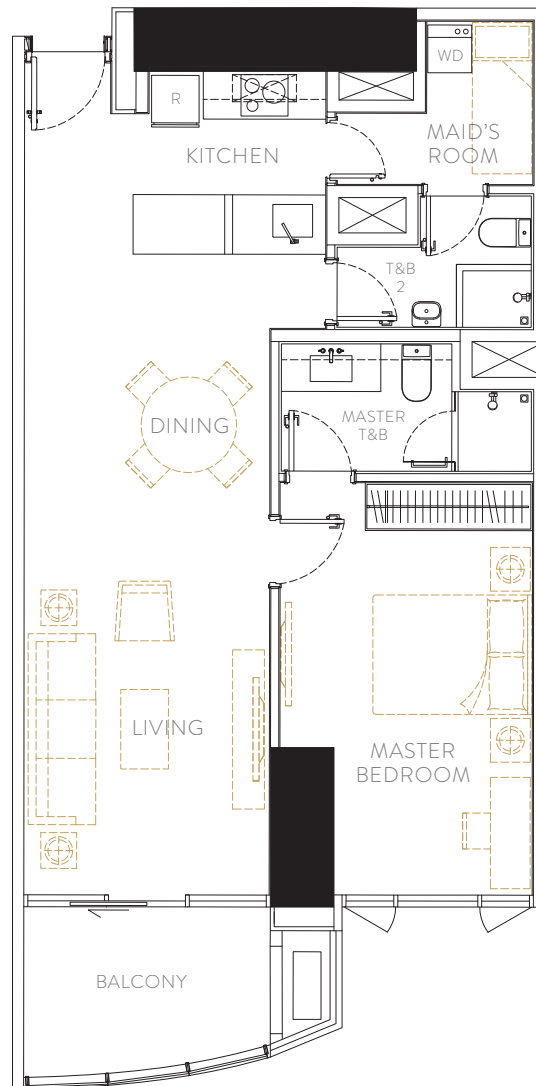 WD
R
MAID'S
ROOM
KITCHEN
T&B
2
DINING
MASTER
T&B
LIVING
MASTER
BEDROOM
BALCONY